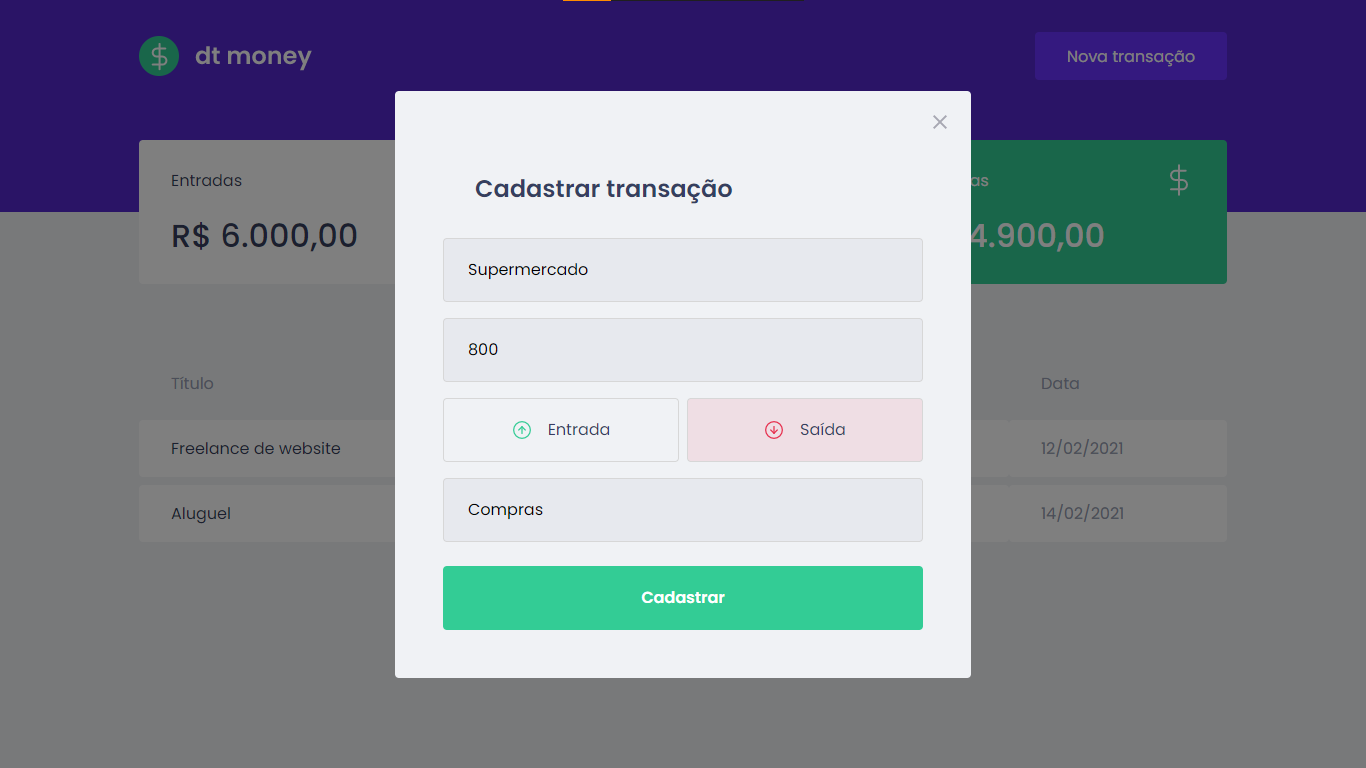 dt money
Nova transação
Entradas
R$ 6.000,00
4.900,00
Cadastrar transação
Supermercado
800
Entrada
Saída
Compras
Cadastrar
Título
Data
Freelance de website
12/02/2021
Aluguel
14/02/2021